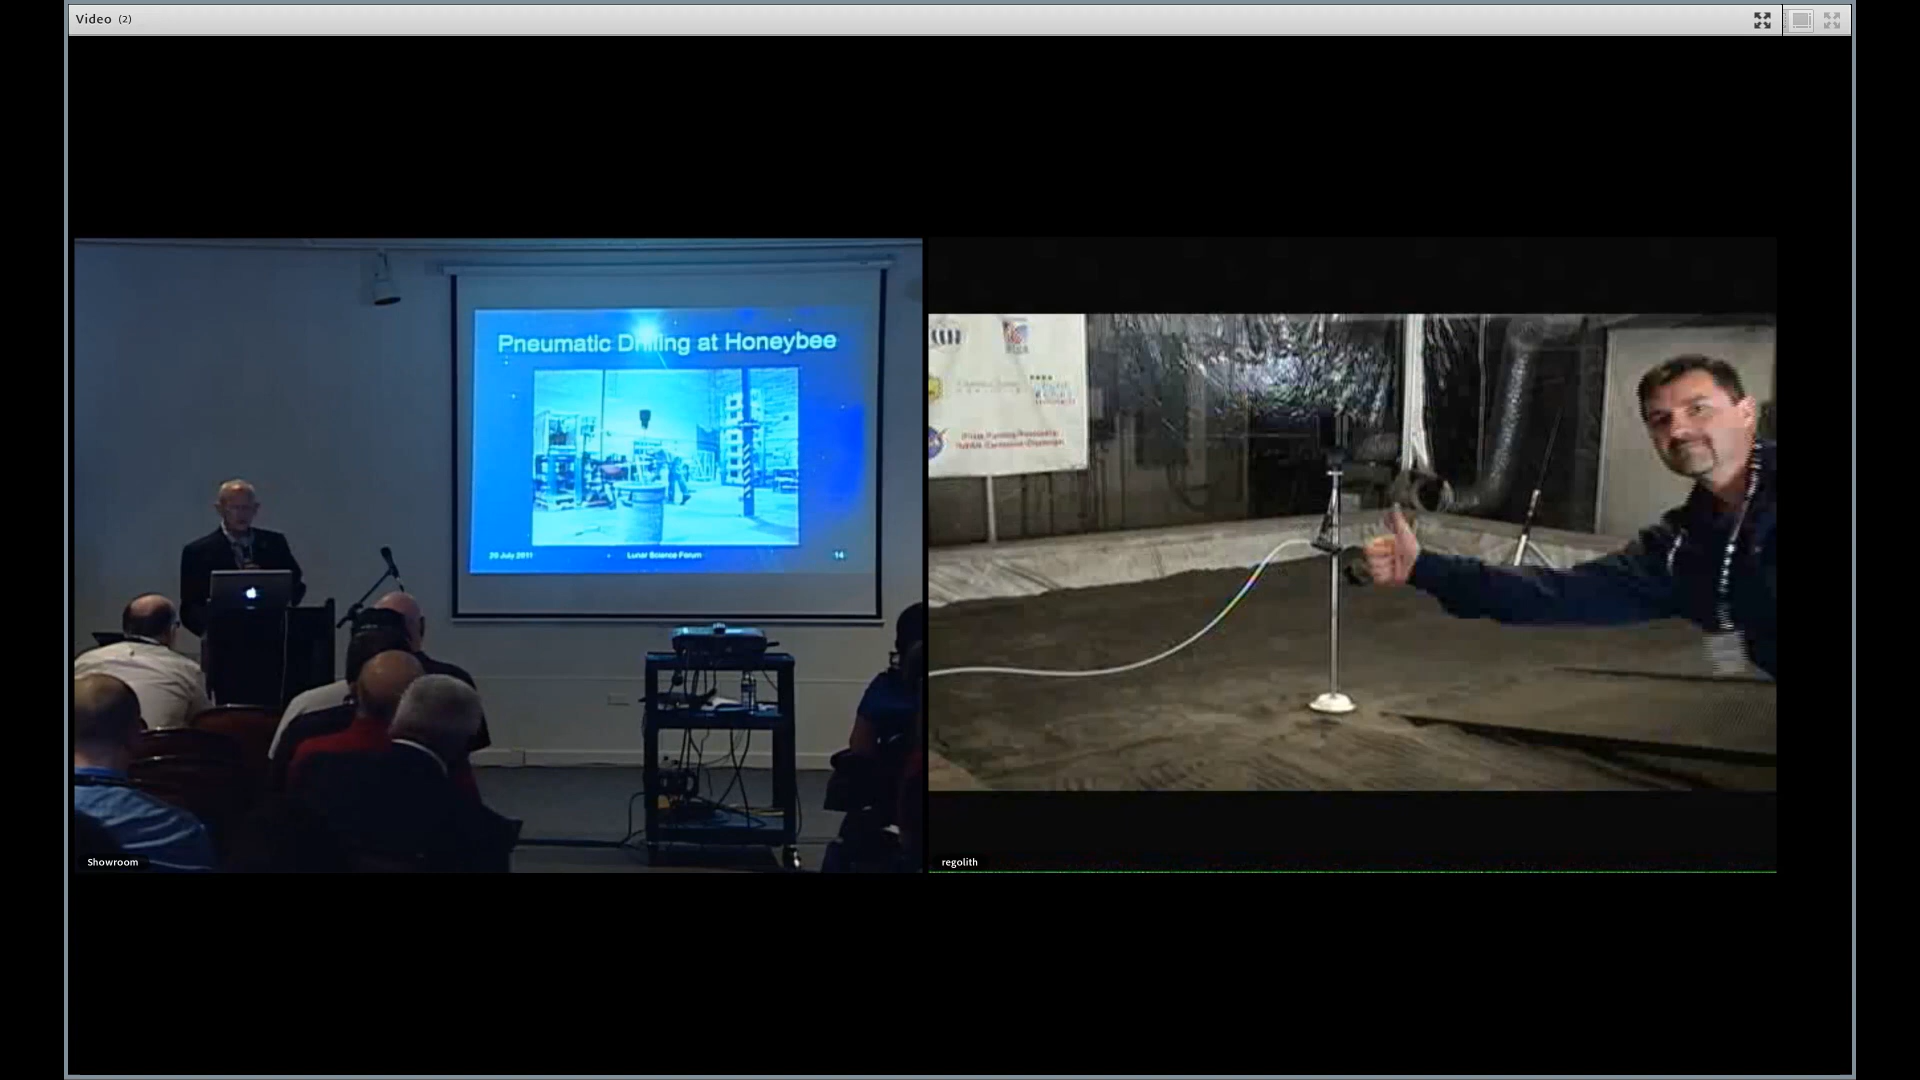 Video (2)
Pneumatic Drilling at Honeybee
20 July 2011
Lunar Science Forum
14
Showroom
regolith